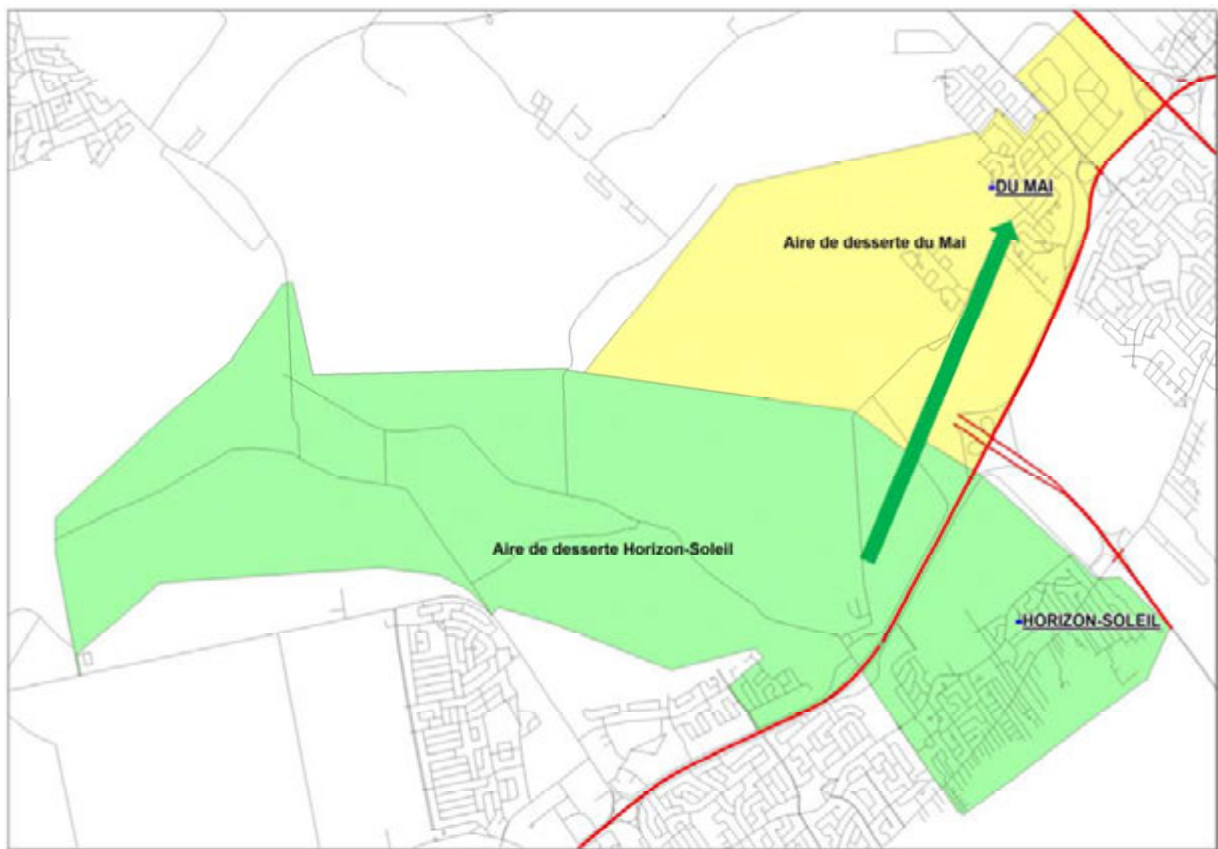 DU MAI
Aire de desserte du Mai
Aire de desserte Horizon-Soleil
HORIZON-SOLEIL